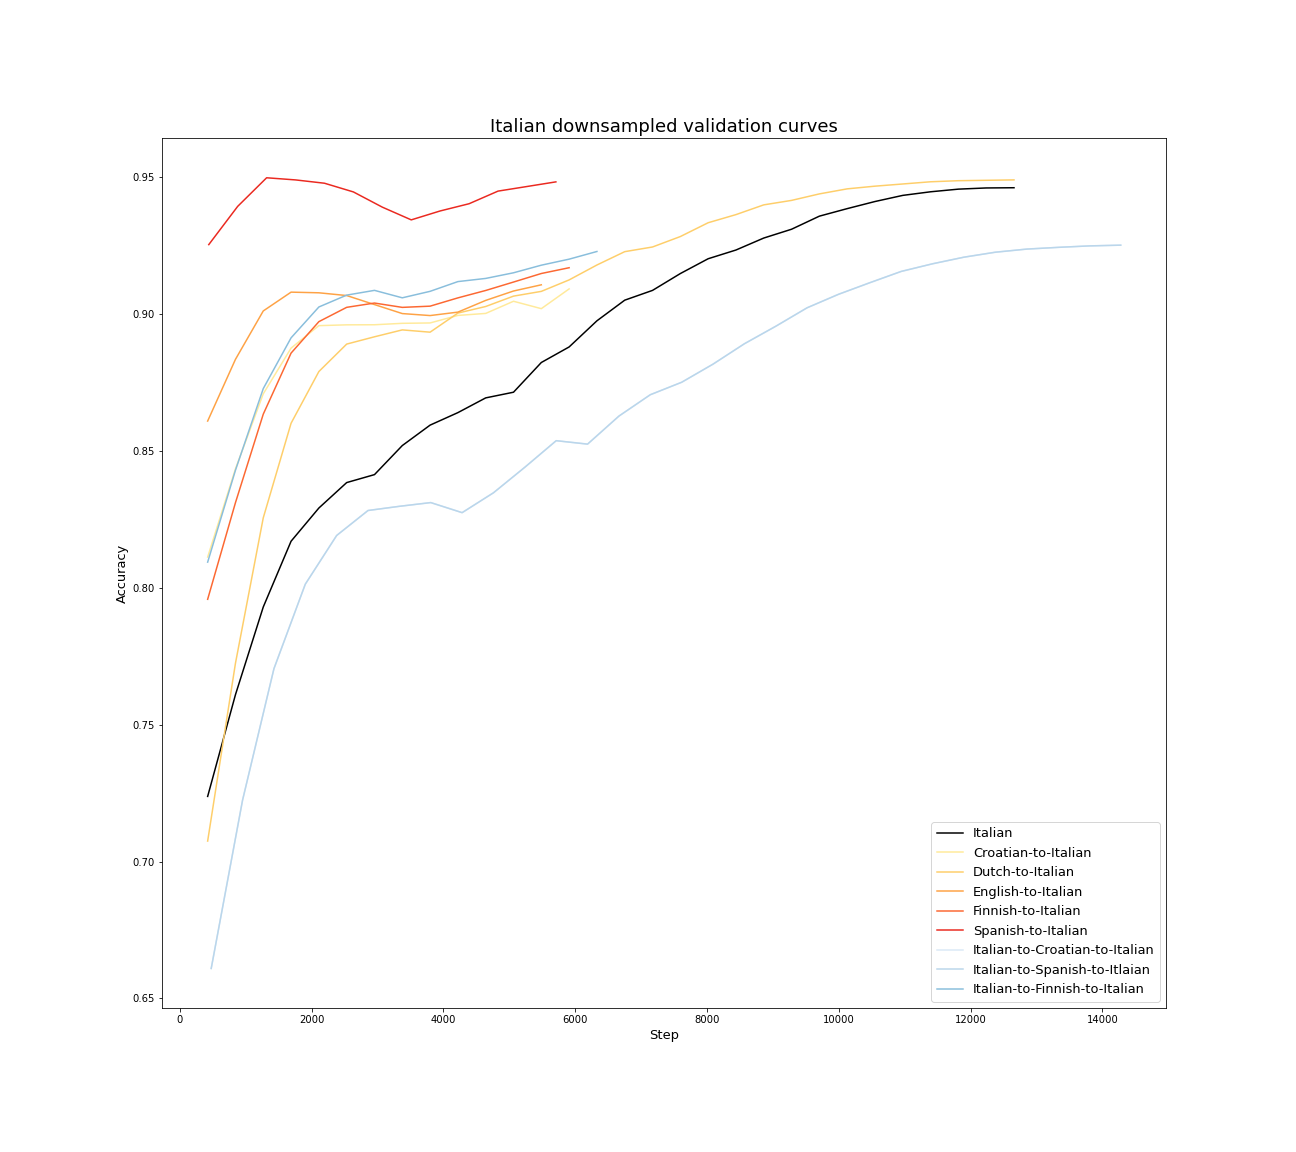 Italian downsampled validation curves
0.95
0.90
0.85
0.80
0.75
0.70
0.65
Accuracy
0 2000 4000 6000 8000 10000 12000 14000
Step
Italian
Croatian-to-Italian
Dutch-to-Italian
English-to-Italian
Finnish-to-Italian
Spanish-to-Italian
Italian-to-Croatian-to-Italian
Italian-to-Spanish-to-Itlaian
Italian-to-Finnish-to-Italian